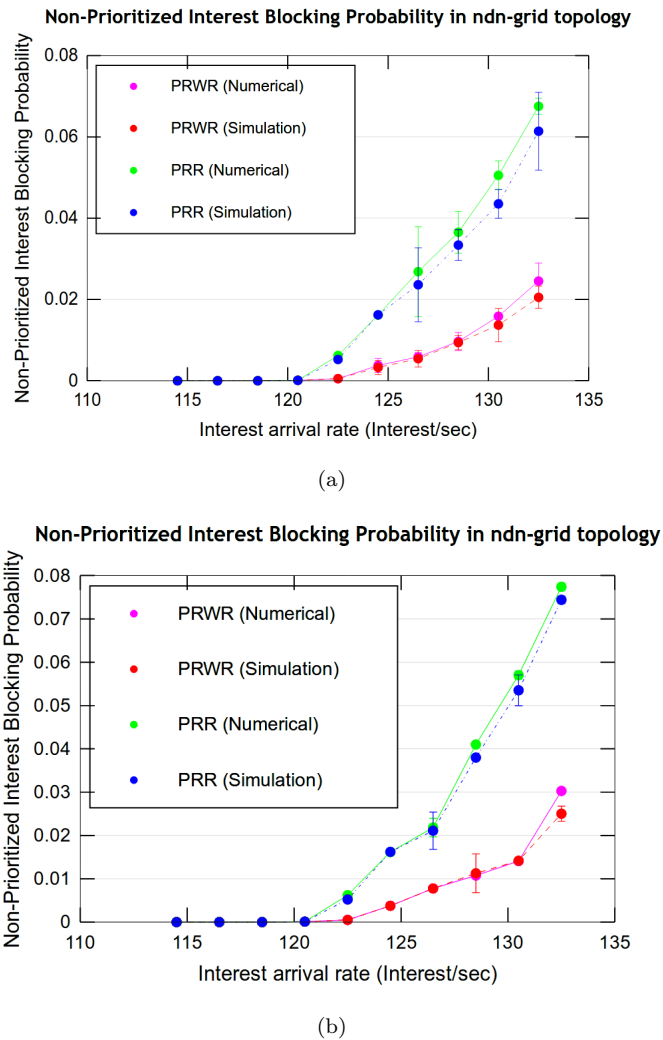 Non-Prioritized Interest Blocking Probability in ndn-grid topology
Non-Prioritized Interest Blocking Probability
0.08
0.06
0.04
0.02
0
PRWR (Numerical)
PRWR (Simulation)
PRR (Numerical)
PRR (Simulation)
110 115 120 125 130 135
Interest arrival rate (Interest/sec)
(a)
Non-Prioritized Interest Blocking Probability in ndn-grid topology
Non-Prioritized Interest Blocking Probability
0.08
0.07
0.06
0.05
0.04
0.03
0.02
0.01
0
PRWR (Numerical)
PRWR (Simulation)
PRR (Numerical)
PRR (Simulation)
110 115 120 125 130 135
Interest arrival rate (Interest/sec)
(b)